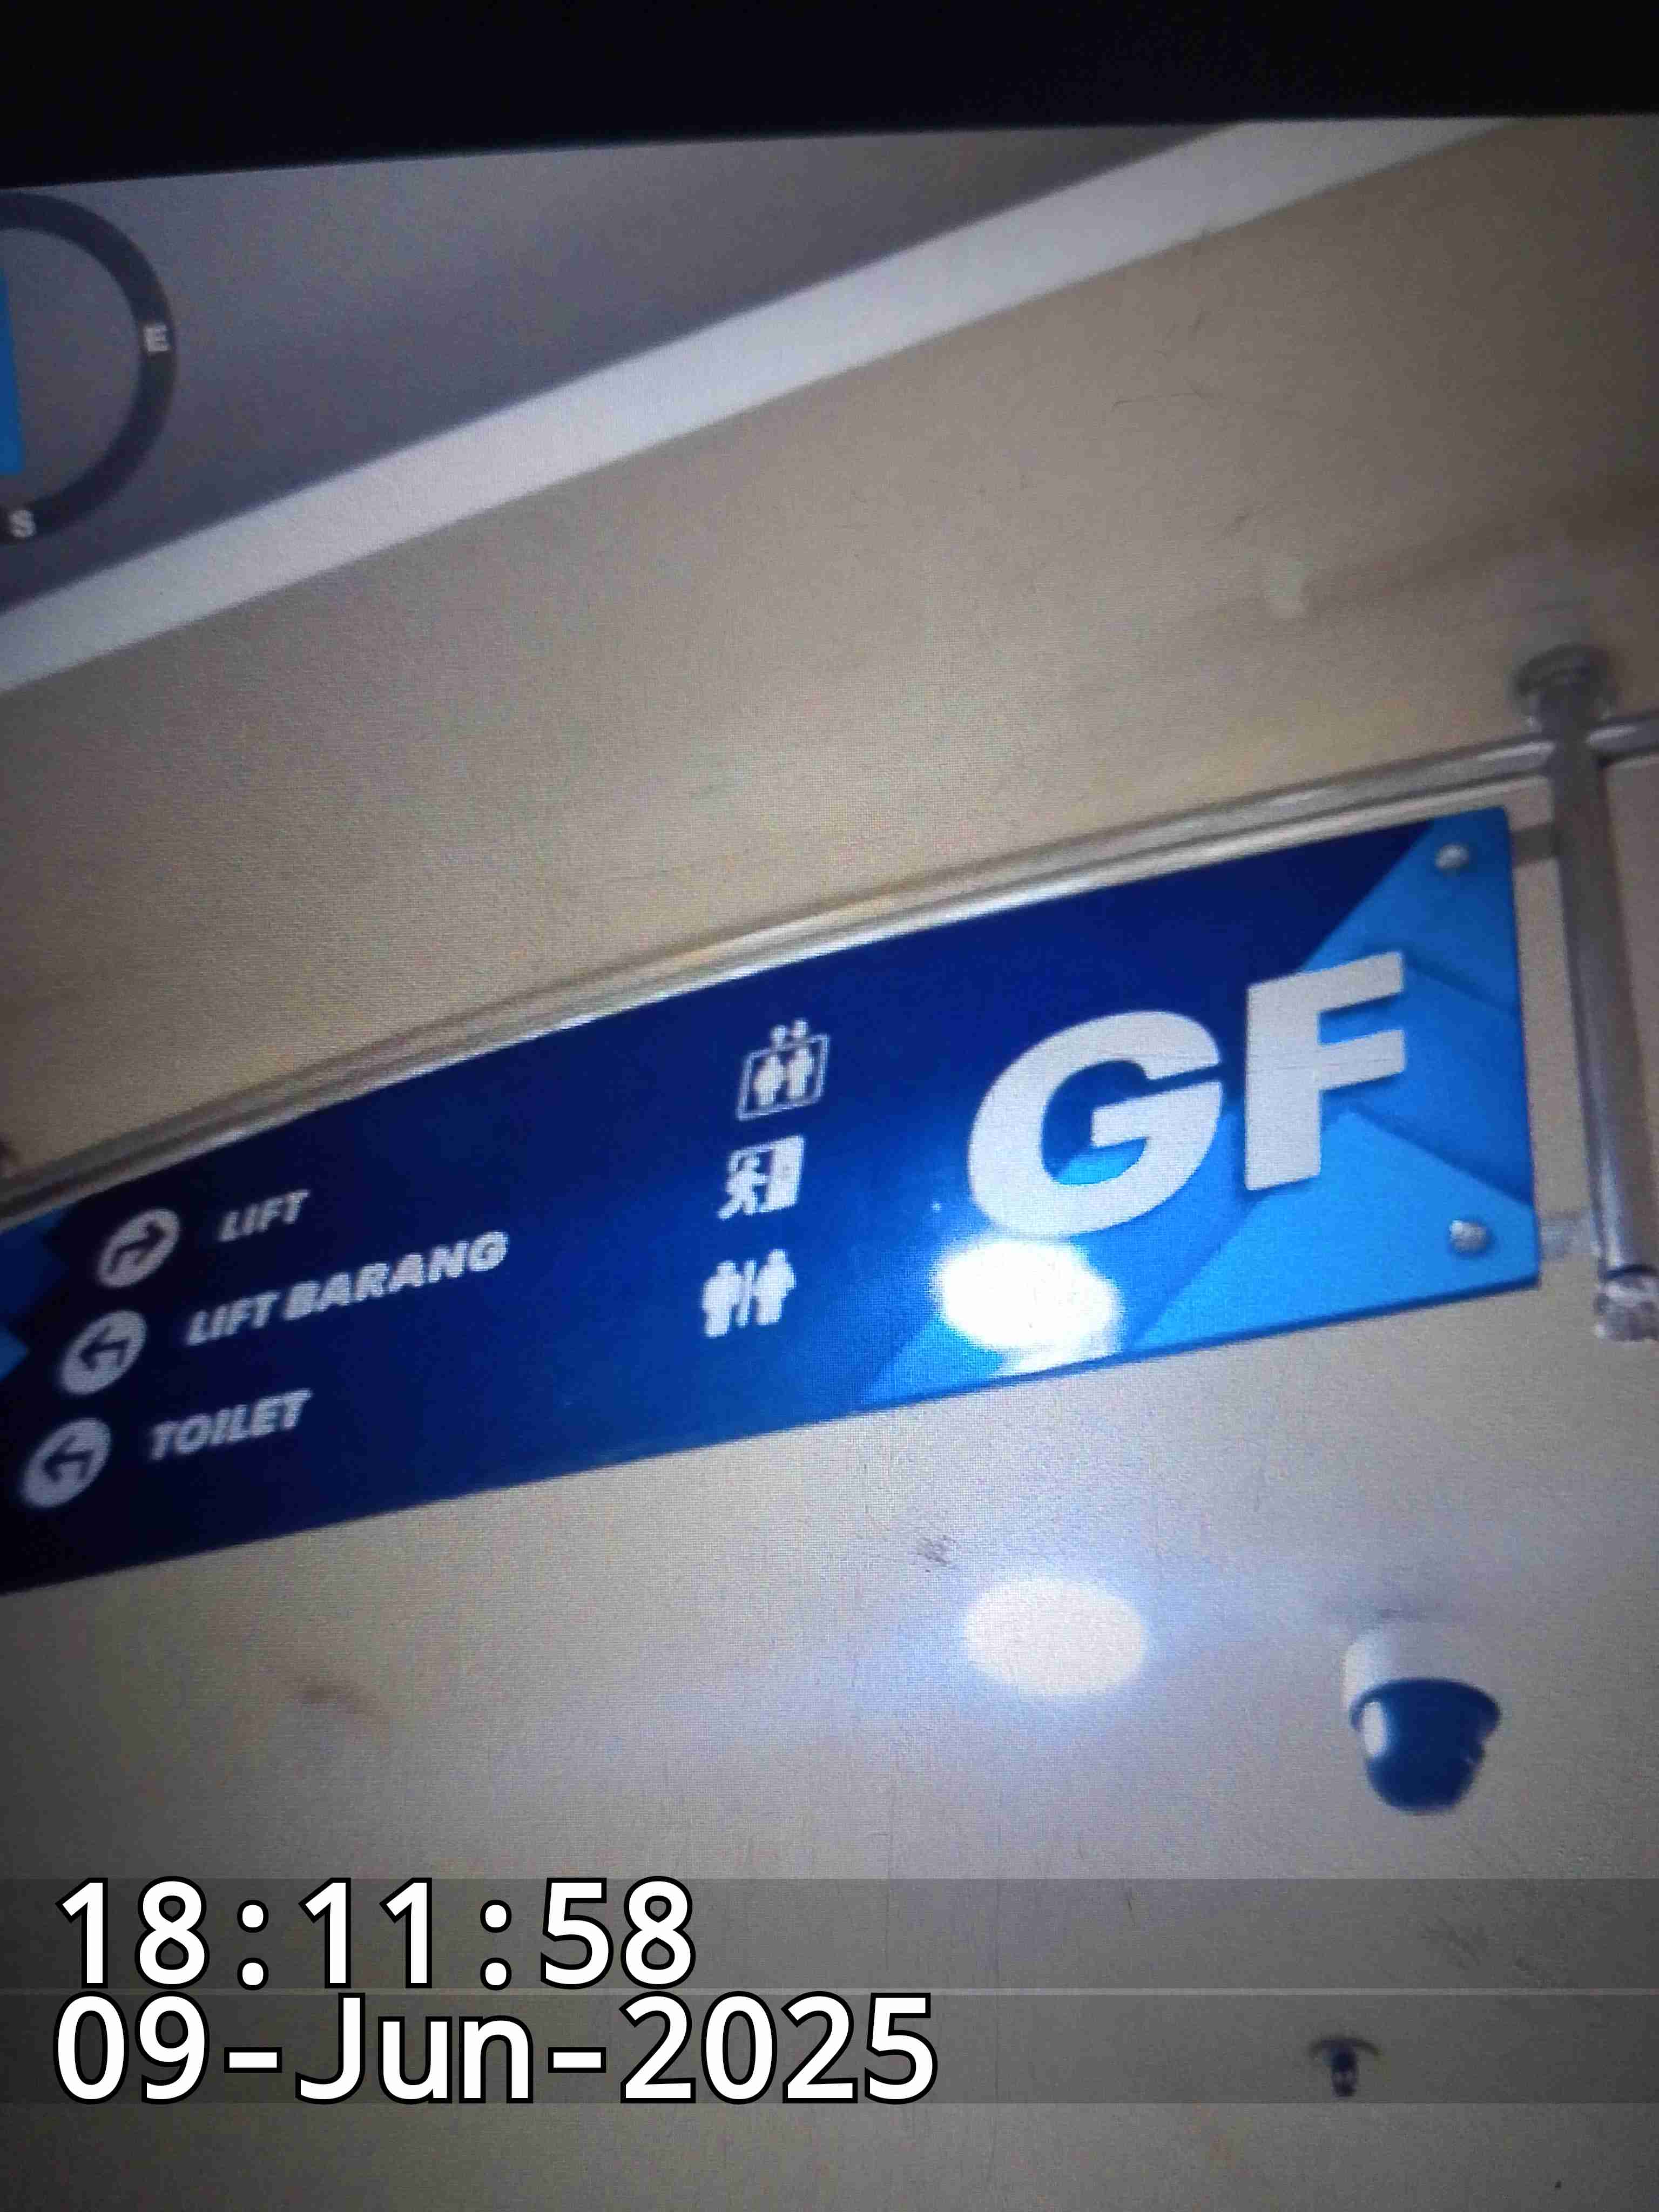 E
S
GF
LIFT
LIFT BARANG
TOILET
18:11:58
09-Jun-2025